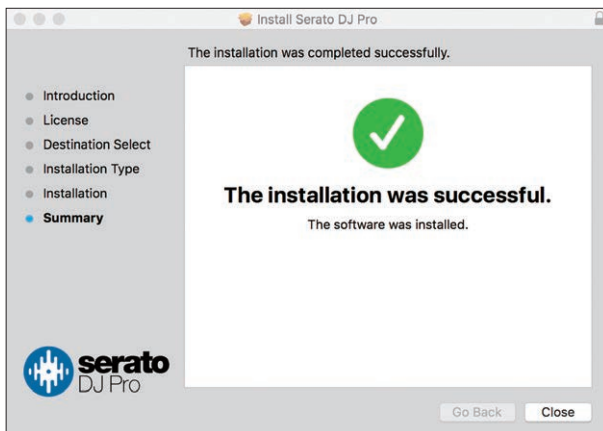 Install Serato DJ Pro
The installation was completed successfully.
Introduction
License
Destination Select
Installation Type
Installation
Summary
The installation was successful.
The software was installed.
serato
DJ Pro
Go Back
Close